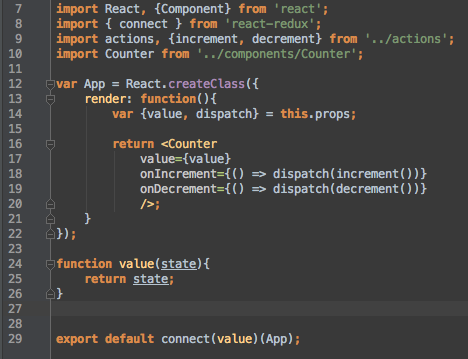 7 import React, {Component} from 'react';
8 import { connect } from 'react-redux';
9 import actions, {increment, decrement} from '../actions';
10 import Counter from '../components/Counter';
11
12 var App = React.createClass({
13     render: function(){
14         var {value, dispatch} = this.props;
15
16         return <Counter
17             value={value}
18             onIncrement={() => dispatch(increment())}
19             onDecrement={() => dispatch(decrement())}
20             />;
21     }
22 });
23
24 function value(state){
25     return state;
26 }
27
28
29 export default connect(value)(App);